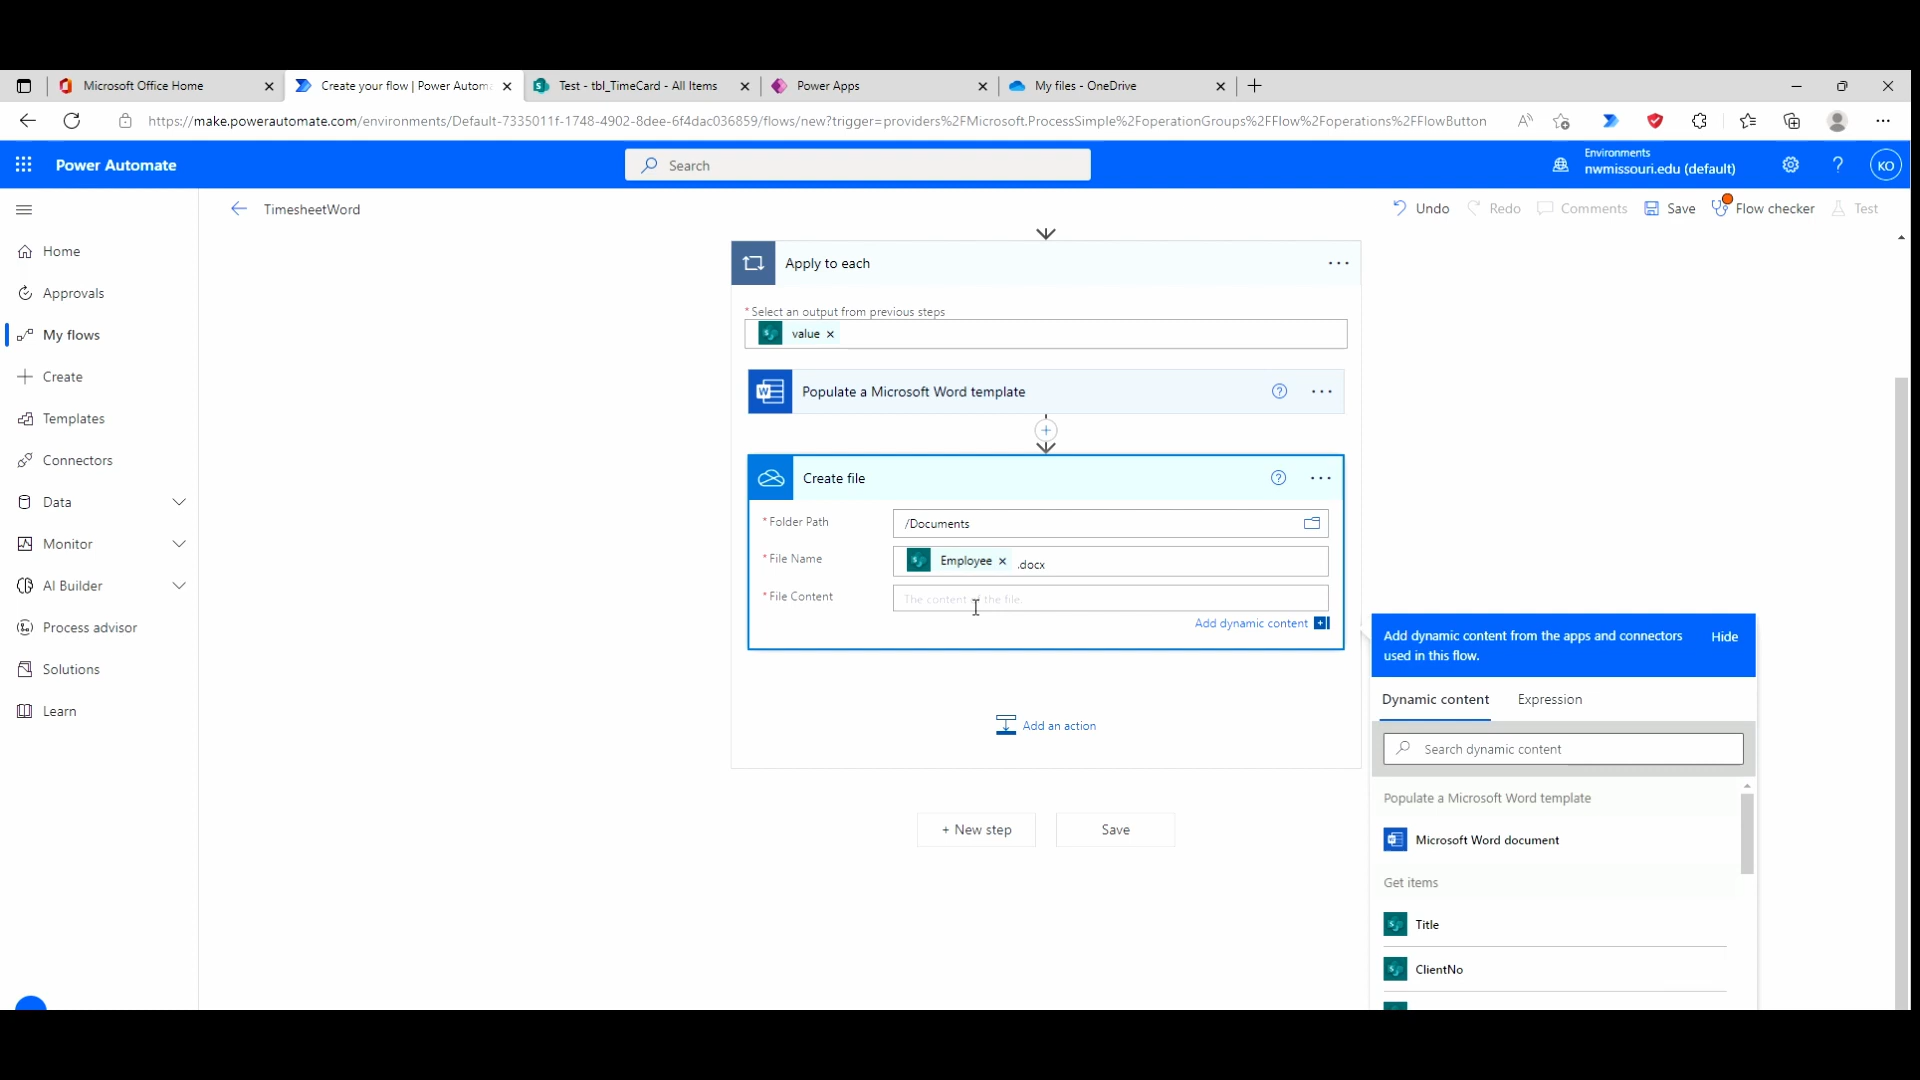 Microsoft Office Home
Create your flow | Power Autom
Test - tbl_TimeCard - All Items
Power Apps
My files - OneDrive
https://make.powerautomate.com/environments/Default-7335011f-1748-4902-8dee-6f4dac036859/flows/new?trigger=providers%2FMicrosoft.ProcessSimple%2FoperationGroups%2FFlow%2Foperations%2FFlowButton
Power Automate
Search
Environments
nwmissouri.edu (default)
KO
TimesheetWord
Undo
Redo
Comments
Save
Flow checker
Test
Home
Approvals
My flows
Create
Templates
Connectors
Data
Monitor
AI Builder
Process advisor
Solutions
Learn
Apply to each
* Select an output from previous steps
value
Populate a Microsoft Word template
Create file
* Folder Path
/Documents
* File Name
Employee .docx
* File Content
The content of the file.
Add dynamic content
Add an action
+ New step
Save
Add dynamic content from the apps and connectors
used in this flow.
Hide
Dynamic content
Expression
Search dynamic content
Populate a Microsoft Word template
Microsoft Word document
Get items
Title
ClientNo